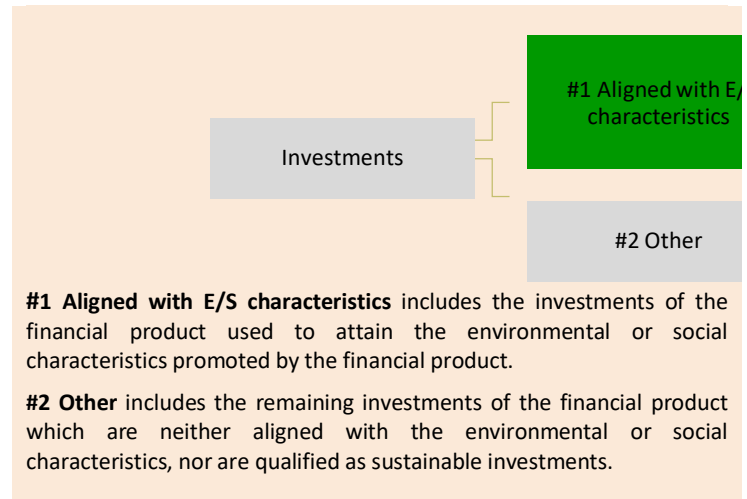 #1 Aligned with E/
characteristics
Investments
#2 Other
#1 Aligned with E/S characteristics includes the investments of the
financial product used to attain the environmental or social
characteristics promoted by the financial product.
#2 Other includes the remaining investments of the financial product
which are neither aligned with the environmental or social
characteristics, nor are qualified as sustainable investments.